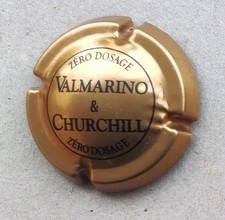 ZÉRO DOSAGE
VALMARINO
&
CHURCHILL
ZÉRO DOSAGE